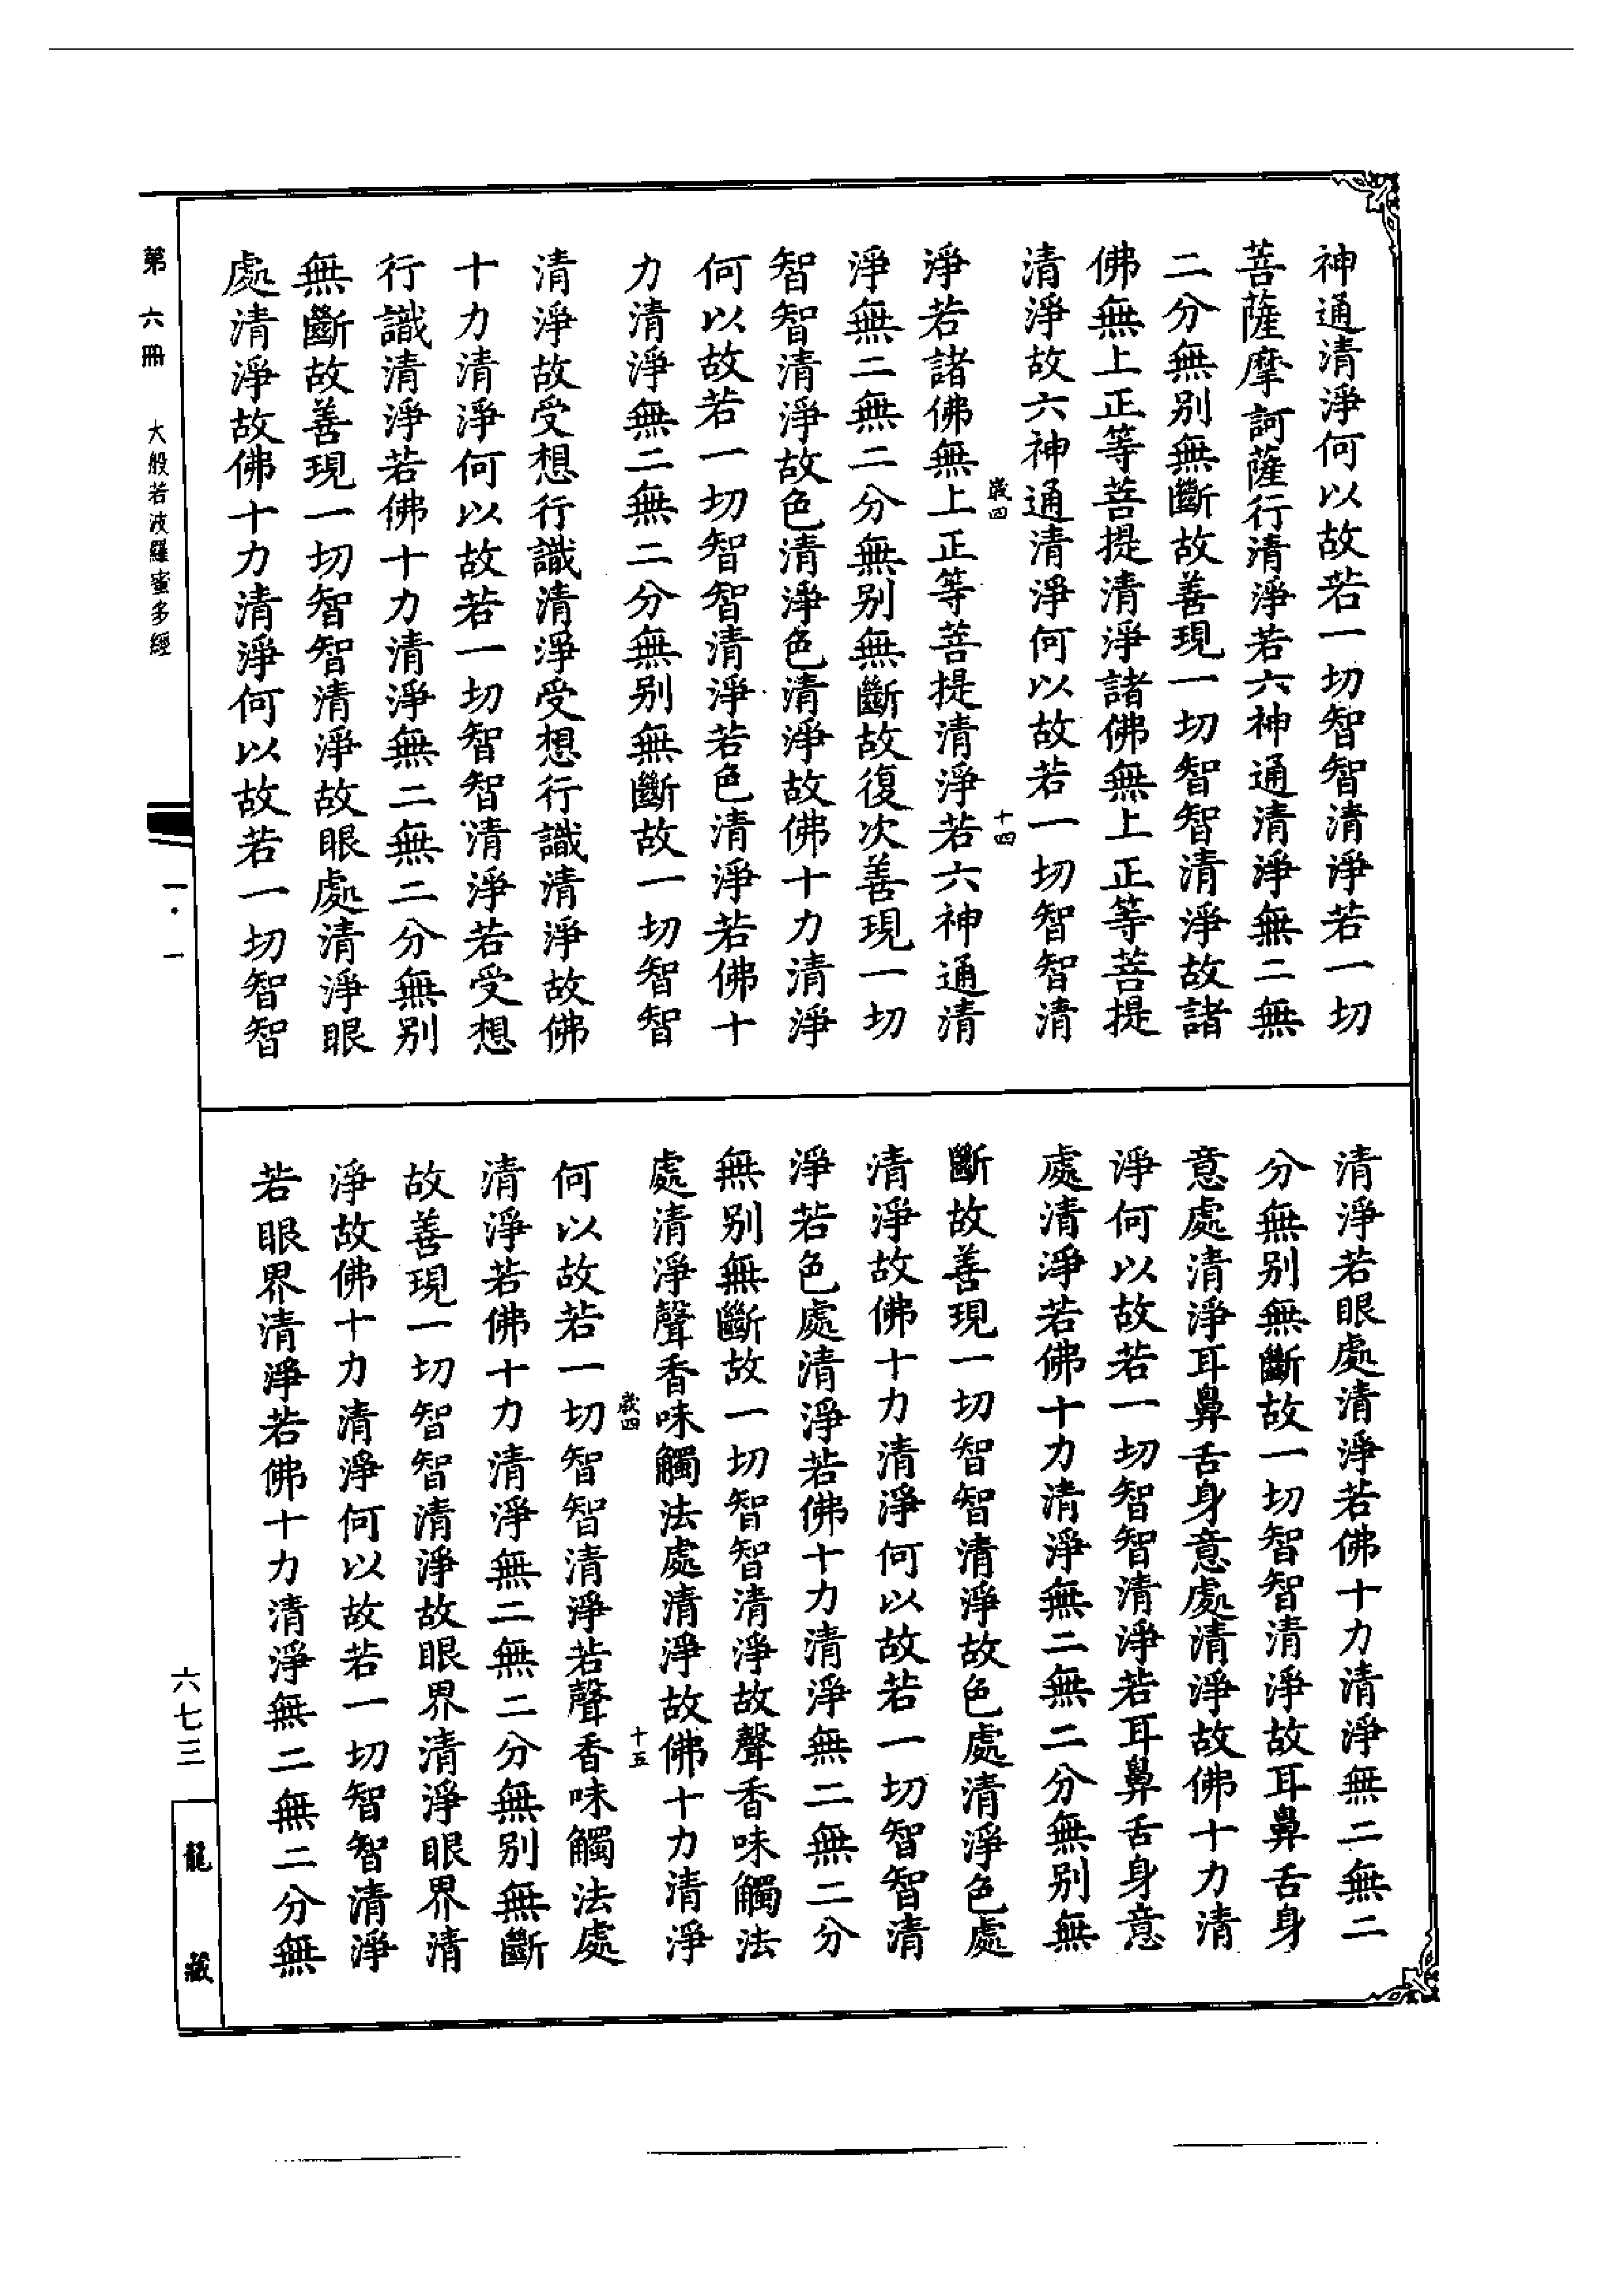 神通清淨何以故若一切智智清淨若一切
菩薩摩訶薩行清淨若六神通清淨無二無
二分無別無斷故善現一切智智清淨故諸
佛無上正等菩提清淨諸佛無上正等菩提
清淨故六神通清淨何以故若一切智智清
歲四
十四
淨若諸佛無上正等菩提清淨若六神通清
淨無二無二分無別無斷故復次善現一切
智智清淨故色清淨色清淨故佛十力清淨
何以故若一切智智清淨若色清淨若佛十
力清淨無二無二分無別無斷故一切智智
清淨故受想行識清淨受想行識清淨故佛
十力清淨何以故若一切智智清淨若受想
行識清淨若佛十力清淨無二無二分無別
無斷故善現一切智智清淨故眼處清淨眼
處清淨故佛十力清淨何以故若一切智智
清淨若眼處清淨若佛十力清淨無二無二
分無別無斷故一切智智清淨故耳鼻舌身
意處清淨耳鼻舌身意處清淨故佛十力清
淨何以故若一切智智清淨若耳鼻舌身意
處清淨若佛十力清淨無二無二分無別無
斷故善現一切智智清淨故色處清淨色處
清淨故佛十力清淨何以故若一切智智清
淨若色處清淨若佛十力清淨無二無二分
無別無斷故一切智智清淨故聲香味觸法
處清淨聲香味觸法處清淨故佛十力清淨
歲四
十五
何以故若一切智智清淨若聲香味觸法處
清淨若佛十力清淨無二無二分無別無斷
故善現一切智智清淨故眼界清淨眼界清
淨故佛十力清淨何以故若一切智智清淨
若眼界清淨若佛十力清淨無二無二分無
第六冊 大般若波羅蜜多經
一·一
六七三
龍藏